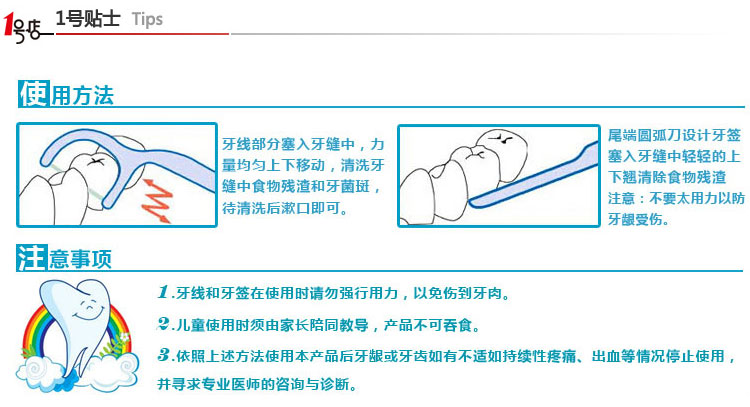 1号店
1号贴士 Tips
使用方法
牙线部分塞入牙缝中，力
量均匀上下移动，清洗牙
缝中食物残渣和牙菌斑，
待清洗后漱口即可。
尾端圆弧刀设计牙签
塞入牙缝中轻轻的上
下翘清除食物残渣
注意：不要太用力以防
牙龈受伤。
注意事项
1.牙线和牙签在使用时请勿强行用力，以免伤到牙肉。
2.儿童使用时须由家长陪同教导，产品不可吞食。
3.依照上述方法使用本产品后牙龈或牙齿如有不适如持续性疼痛、出血等情况停止使用，
并寻求专业医师的咨询与诊断。